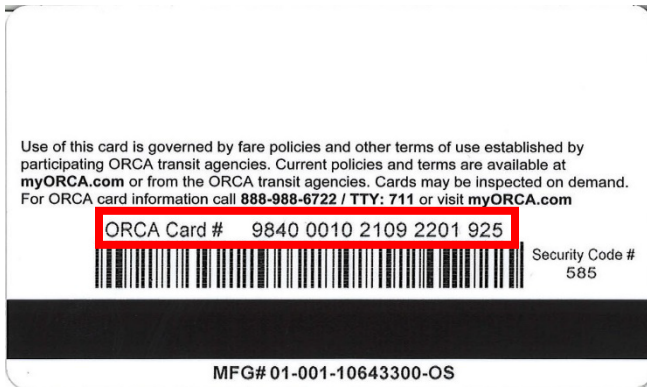 Use of this card is governed by fare policies and other terms of use established by
participating ORCA transit agencies. Current policies and terms are available at
myORCA.com or from the ORCA transit agencies. Cards may be inspected on demand.
For ORCA card information call 888-988-6722 / TTY: 711 or visit myORCA.com
ORCA Card # 9840 0010 2109 2201 925
Security Code #
585
MFG# 01-001-10643300-OS